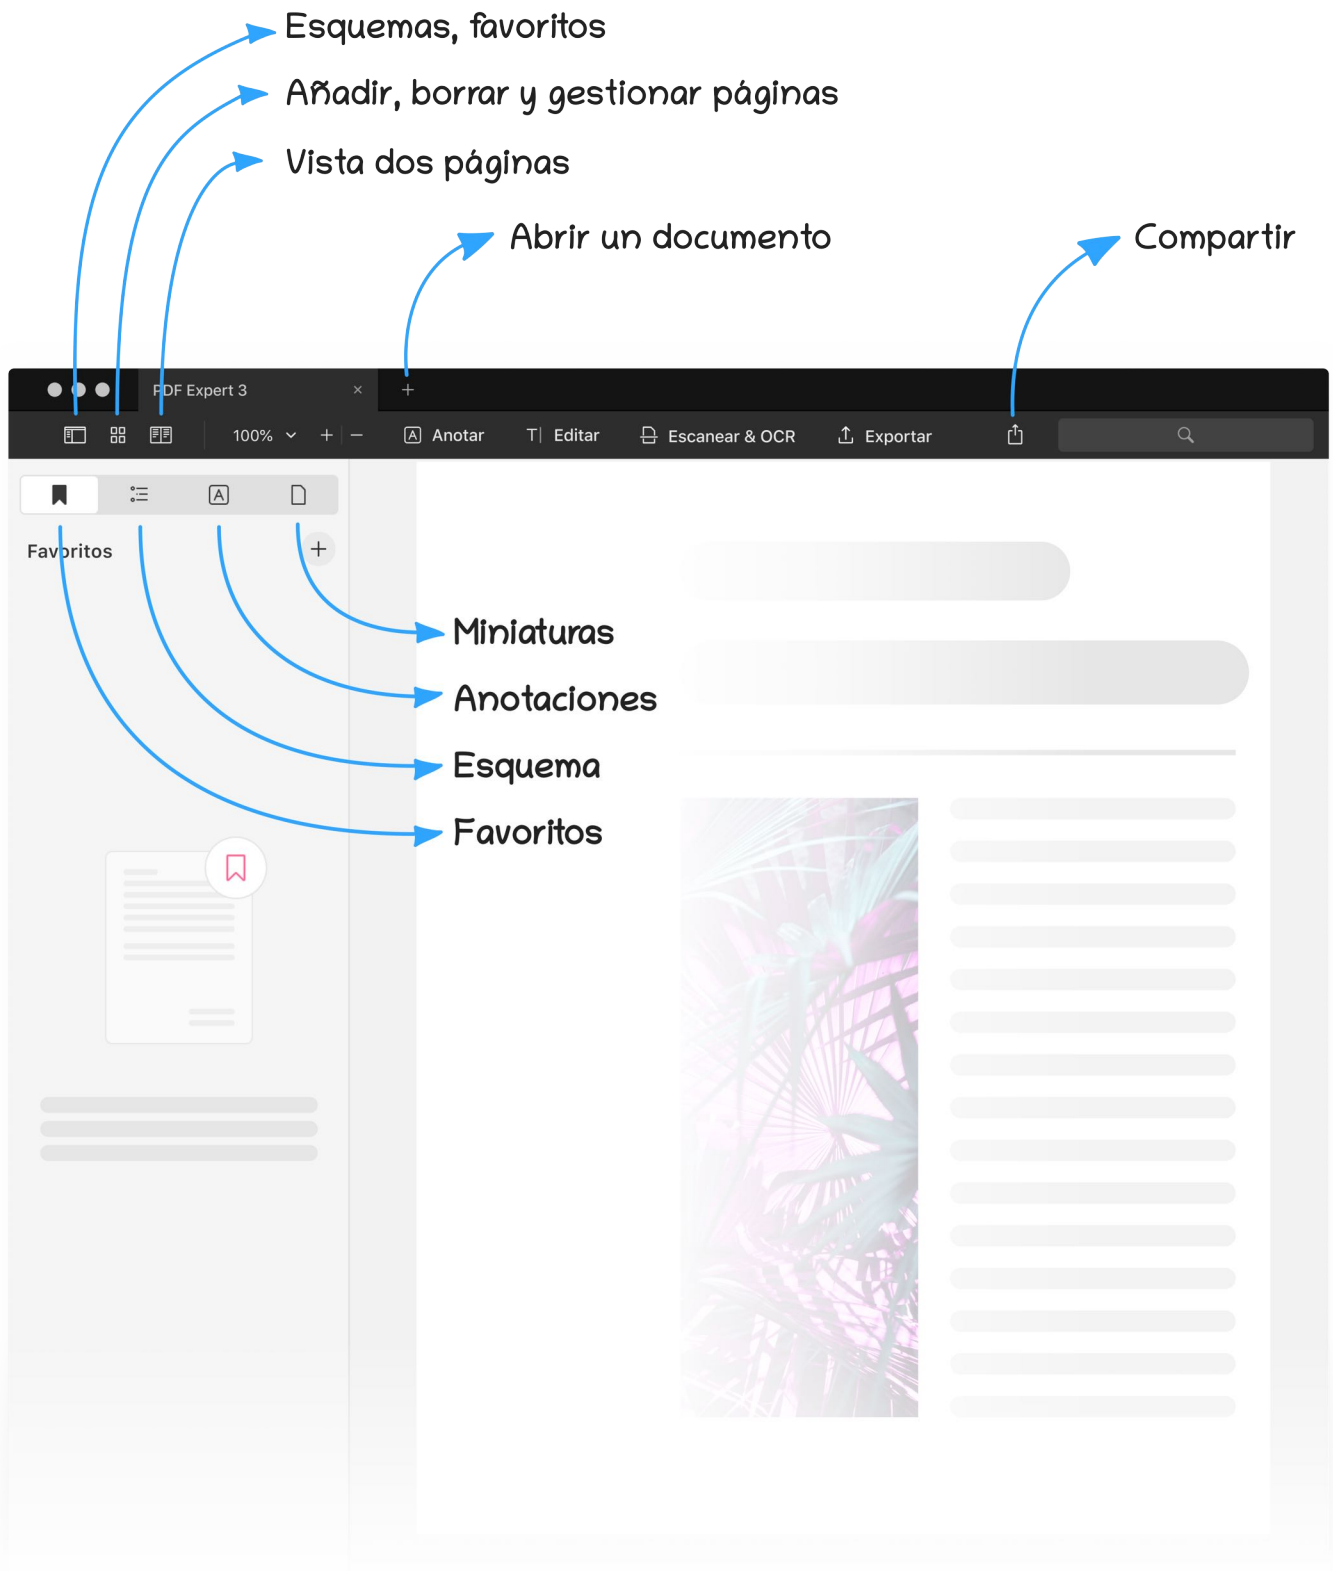 Esquemas, favoritos
Añadir, borrar y gestionar páginas
Vista dos páginas
Abrir un documento
Compartir
PDF Expert 3
100%
Anotar
Editar
Escanear & OCR
Exportar
Favoritos
Miniaturas
Anotaciones
Esquema
Favoritos